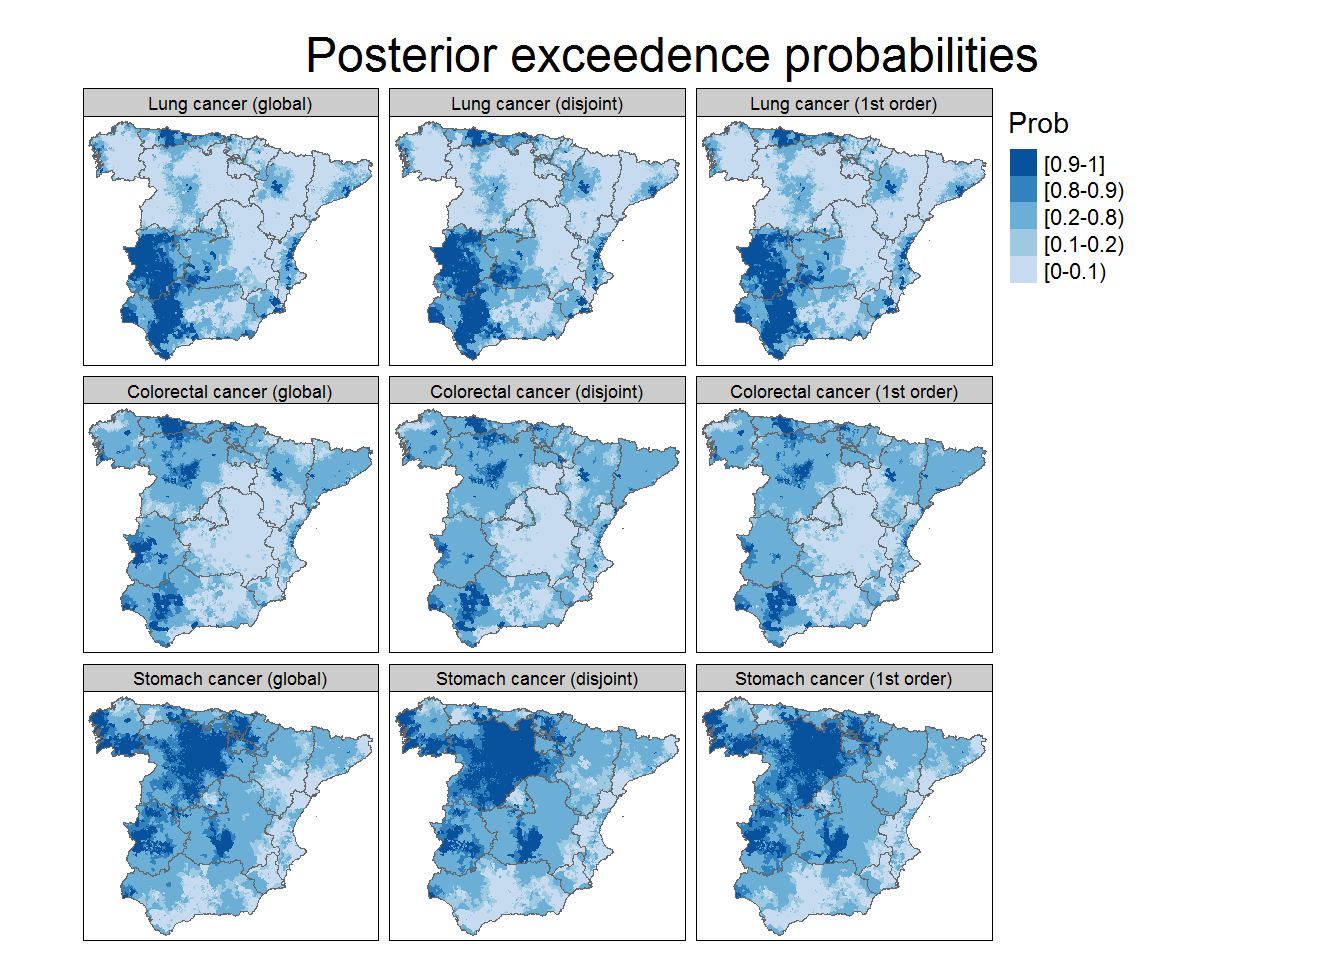 Posterior exceedence probabilities
Lung cancer (global)
Lung cancer (disjoint)
Lung cancer (1st order)
Prob
[0.9-1]
[0.8-0.9)
[0.2-0.8)
[0.1-0.2)
[0-0.1)
Colorectal cancer (global)
Colorectal cancer (disjoint)
Colorectal cancer (1st order)
Stomach cancer (global)
Stomach cancer (disjoint)
Stomach cancer (1st order)